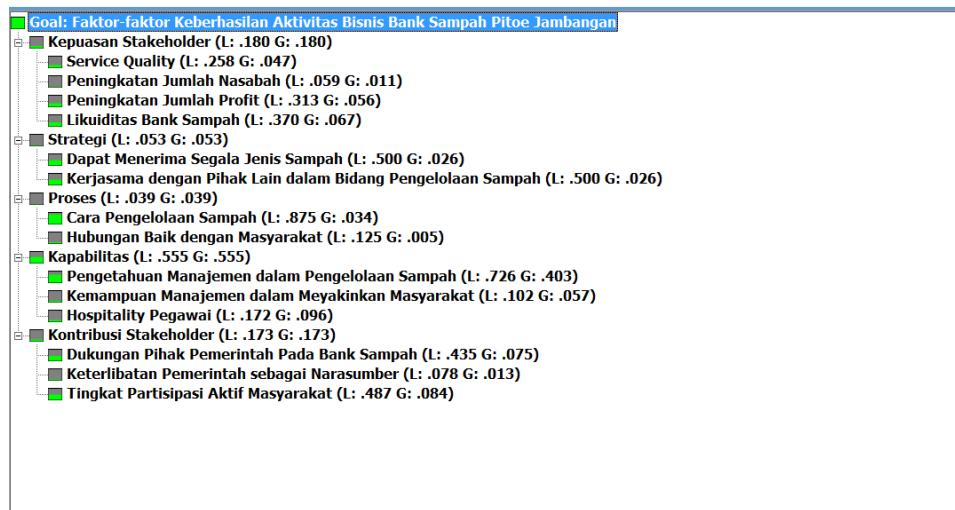 Goal: Faktor-faktor Keberhasilan Aktivitas Bisnis Bank Sampah Pitoe Jambangan
Kepuasan Stakeholder (L: .180 G: .180)
Service Quality (L: .258 G: .047)
Peningkatan Jumlah Nasabah (L: .059 G: .011)
Peningkatan Jumlah Profit (L: .313 G: .056)
Likuiditas Bank Sampah (L: .370 G: .067)
Strategi (L: .053 G: .053)
Dapat Menerima Segala Jenis Sampah (L: .500 G: .026)
Kerjasama dengan Pihak Lain dalam Bidang Pengelolaan Sampah (L: .500 G: .026)
Proses (L: .039 G: .039)
Cara Pengelolaan Sampah (L: .875 G: .034)
Hubungan Baik dengan Masyarakat (L: .125 G: .005)
Kapabilitas (L: .555 G: .555)
Pengetahuan Manajemen dalam Pengelolaan Sampah (L: .726 G: .403)
Kemampuan Manajemen dalam Meyakinkan Masyarakat (L: .102 G: .057)
Hospitality Pegawai (L: .172 G: .096)
Kontribusi Stakeholder (L: .173 G: .173)
Dukungan Pihak Pemerintah Pada Bank Sampah (L: .435 G: .075)
Keterlibatan Pemerintah sebagai Narasumber (L: .078 G: .013)
Tingkat Partisipasi Aktif Masyarakat (L: .487 G: .084)